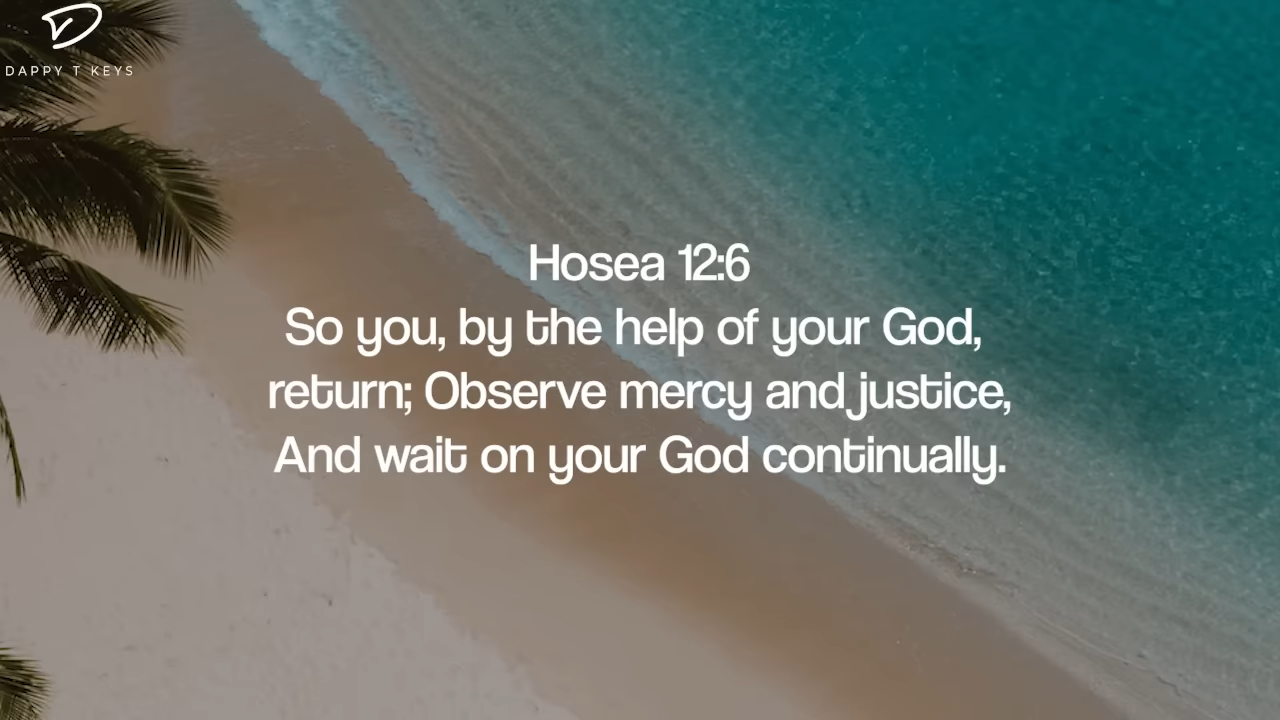 DAPPY T KEYS
Hosea 12:6
So you, by the help of your God,
return; Observe mercy and justice,
And wait on your God continually.